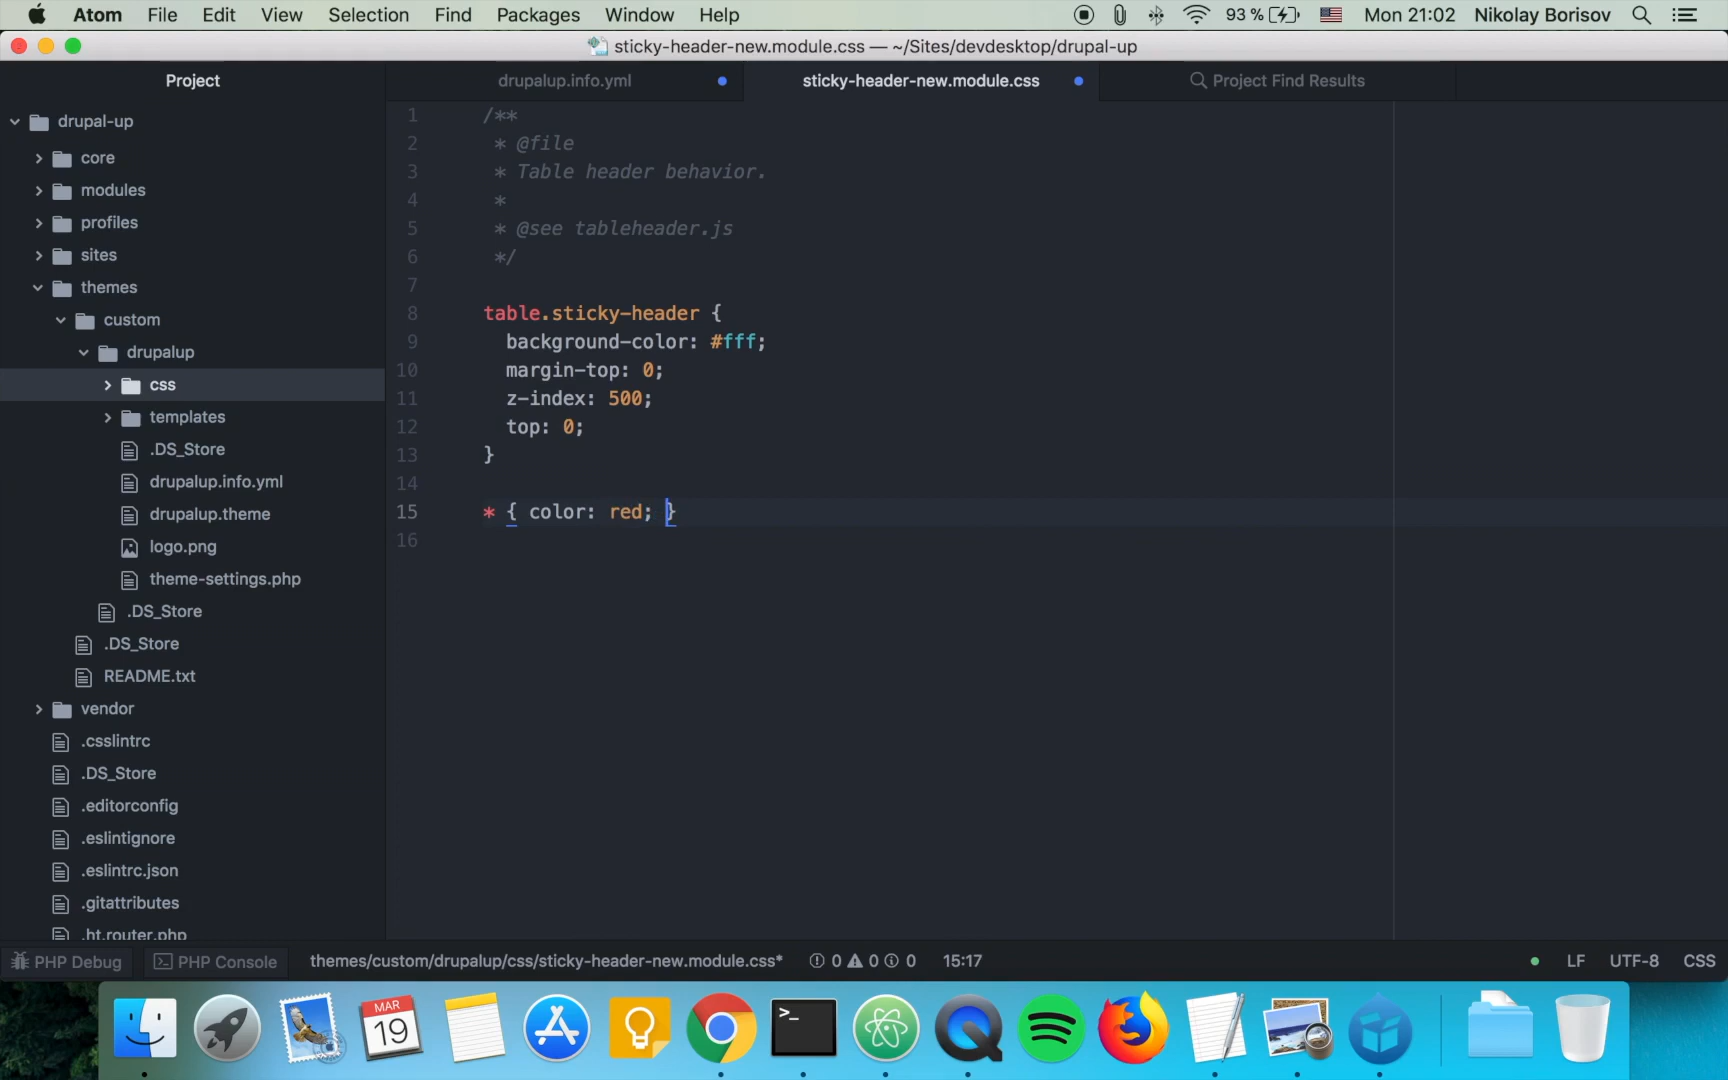 Atom File Edit View Selection Find Packages Window Help 93 % Mon 21:02 Nikolay Borisov
sticky-header-new.module.css — ~/Sites/devdesktop/drupal-up
Project
drupalup.info.yml sticky-header-new.module.css Project Find Results
drupal-up
core
modules
profiles
sites
themes
custom
drupalup
css
templates
.DS_Store
drupalup.info.yml
drupalup.theme
logo.png
theme-settings.php
.DS_Store
.DS_Store
README.txt
vendor
.csslintrc
.DS_Store
.editorconfig
.eslintignore
.eslintrc.json
.gitattributes
.ht.router.php
1 /**
2 * @file
3 * Table header behavior.
4 *
5 * @see tableheader.js
6 */
7
8 table.sticky-header {
9 background-color: #fff;
10 margin-top: 0;
11 z-index: 500;
12 top: 0;
13 }
14
15 * { color: red; }
16
PHP Debug PHP Console themes/custom/drupalup/css/sticky-header-new.module.css* 0 0 0 15:17 LF UTF-8 CSS
MAR
19
>_